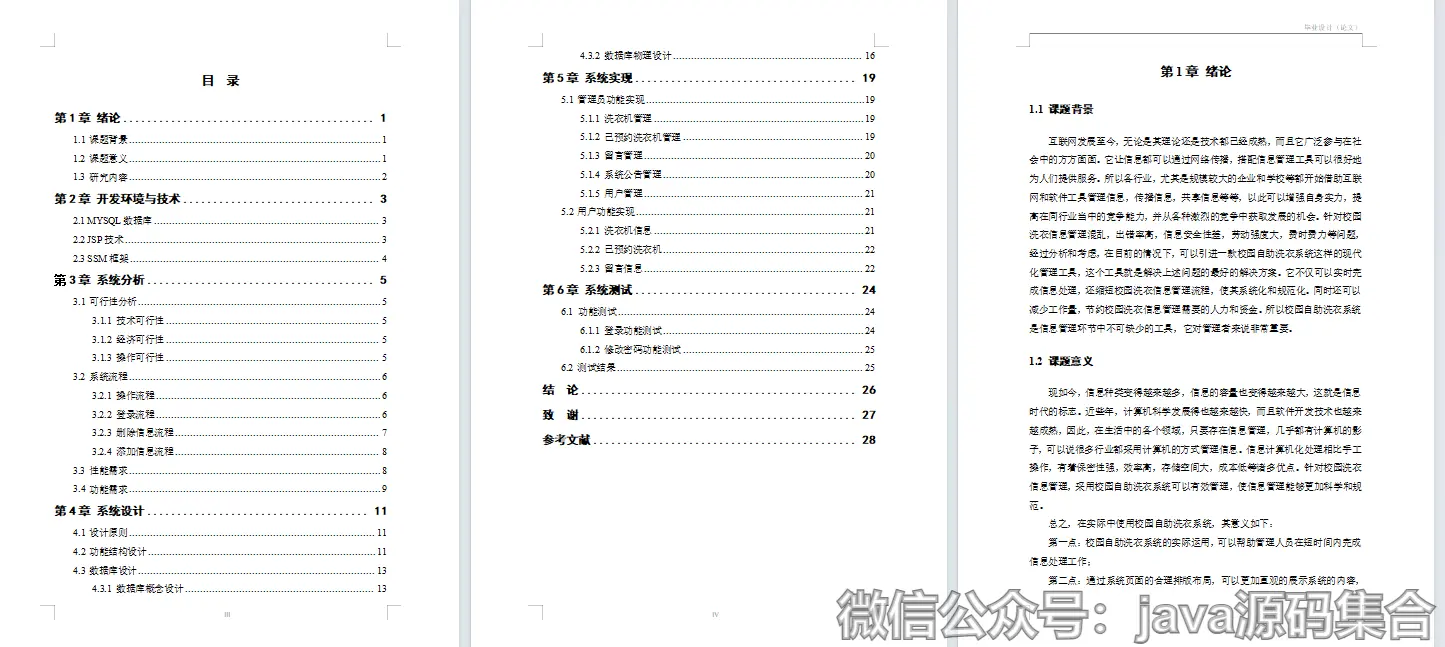 目 录
第1章 绪论 1
1.1 课题背景 1
1.2 课题意义 1
1.3 研究内容 2
第2章 开发环境与技术 3
2.1 MYSQL 数据库 3
2.2 JSP 技术 3
2.3 SSM 框架 4
第3章 系统分析 5
3.1 可行性分析 5
3.1.1 技术可行性 5
3.1.2 经济可行性 5
3.1.3 操作可行性 5
3.2 系统流程 6
3.2.1 操作流程 6
3.2.2 登录流程 6
3.2.3 删除信息流程 7
3.2.4 添加信息流程 8
3.3 性能需求 8
3.4 功能需求 9
第4章 系统设计 11
4.1 设计原则 11
4.2 功能结构设计 11
4.3 数据库设计 13
4.3.1 数据库概念设计 13
III
4.3.2 数据库物理设计 16
第5章 系统实现 19
5.1 管理员功能实现 19
5.1.1 洗衣机管理 19
5.1.2 已预约洗衣机管理 19
5.1.3 留言管理 20
5.1.4 系统公告管理 20
5.1.5 用户管理 21
5.2 用户功能实现 21
5.2.1 洗衣机信息 21
5.2.2 已预约洗衣机 22
5.2.3 留言信息 22
第6章 系统测试 24
6.1 功能测试 24
6.1.1 登录功能测试 24
6.1.2 修改密码功能测试 25
6.2 测试结果 25
结 论 26
致 谢 27
参考文献 28
IV
毕业设计（论文）
第1章 绪论
1.1 课题背景
互联网发展至今，无论是其理论还是技术都已经成熟，而且它广泛参与在社
会中的方方面面。它让信息都可以通过网络传播，搭配信息管理工具可以很好地
为人们提供服务。所以各行业，尤其是规模较大的企业和学校等都开始借助互联
网和软件工具管理信息，传播信息，共享信息等等，以此可以增强自身实力，提
高在同行业当中的竞争能力，并从各种激烈的竞争中获取发展的机会。针对校园
洗衣信息管理混乱，出错率高，信息安全性差，劳动强度大，费时费力等问题，
经过分析和考虑，在目前的情况下，可以引进一款校园自助洗衣系统这样的现代
化管理工具，这个工具就是解决上述问题的最好的解决方案。它不仅可以实时完
成信息处理，还缩短校园洗衣信息管理流程，使其系统化和规范化。同时还可以
减少工作量，节约校园洗衣信息管理需要的人力和资金。所以校园自助洗衣系统
是信息管理环节中不可缺少的工具，它对管理者来说非常重要。
1.2 课题意义
现如今，信息种类变得越来越多，信息的容量也变得越来越大，这就是信息
时代的标志。近些年，计算机科学发展得也越来越快，而且软件开发技术也越来
越成熟，因此，在生活中的各个领域，只要存在信息管理，几乎都有计算机的影
子，可以说很多行业都采用计算机的方式管理信息。信息计算机化处理相比手工
操作，有着保密性强，效率高，存储空间大，成本低等诸多优点。针对校园洗衣
信息管理，采用校园自助洗衣系统可以有效管理，使信息管理能够更加科学和规
范。
总之，在实际中使用校园自助洗衣系统，其意义如下：
第一点：校园自助洗衣系统的实际运用，可以帮助管理人员在短时间内完成
信息处理工作；
第二点：通过系统页面的合理排版布局，可以更加直观的展示系统的内容，
微信公众号：java源码集合